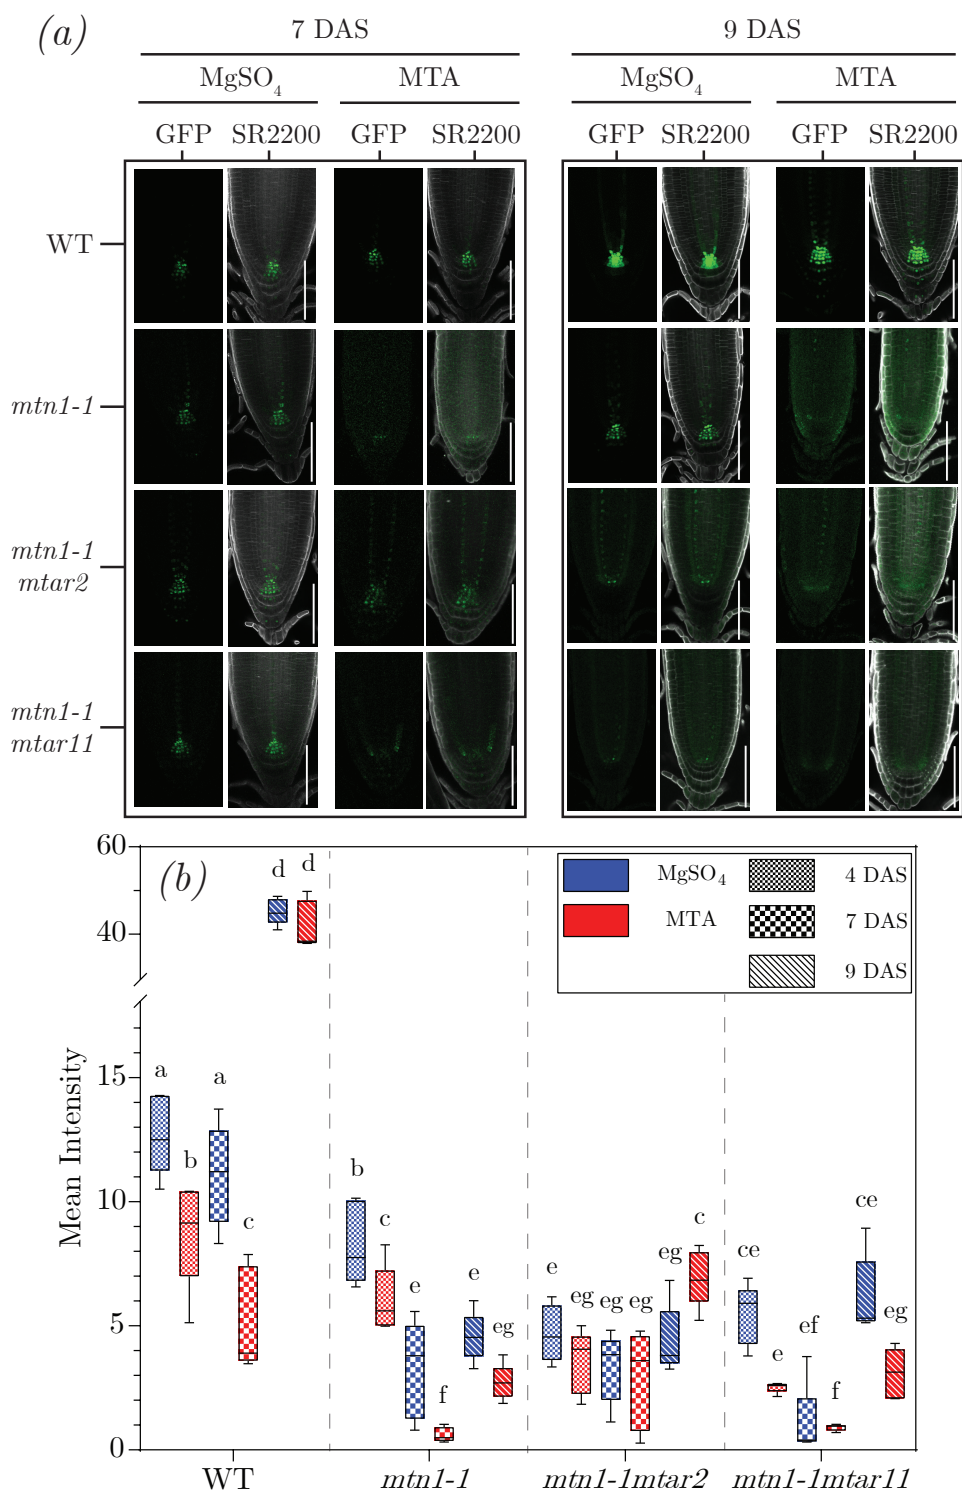 (a)
7 DAS
9 DAS
MgSO₄
MTA
MgSO₄
MTA
GFP
SR2200
GFP
SR2200
GFP
SR2200
GFP
SR2200
WT
mtn1-1
mtn1-1
mtar2
mtn1-1
mtar11
(b)
MgSO₄
4 DAS
MTA
7 DAS
9 DAS
Mean Intensity
60
40
15
10
5
0
a
b
a
c
d
d
b
c
e
f
e
eg
e
eg
eg
eg
eg
c
ce
e
ef
f
ce
eg
WT
mtn1-1
mtn1-1mtar2
mtn1-1mtar11